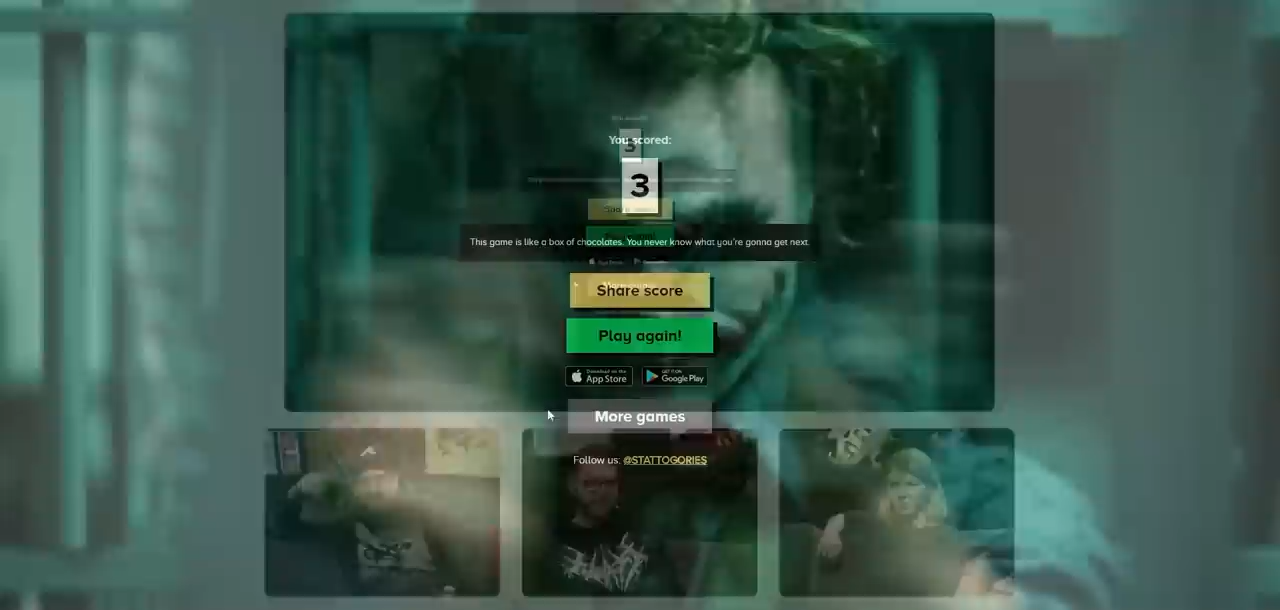 You scored:
3
This game is like a box of chocolates. You never know what you're gonna get next.
Share score
Play again!
Download on the
App Store
GET IT ON
Google Play
More games
Follow us: @STATTOGORIES